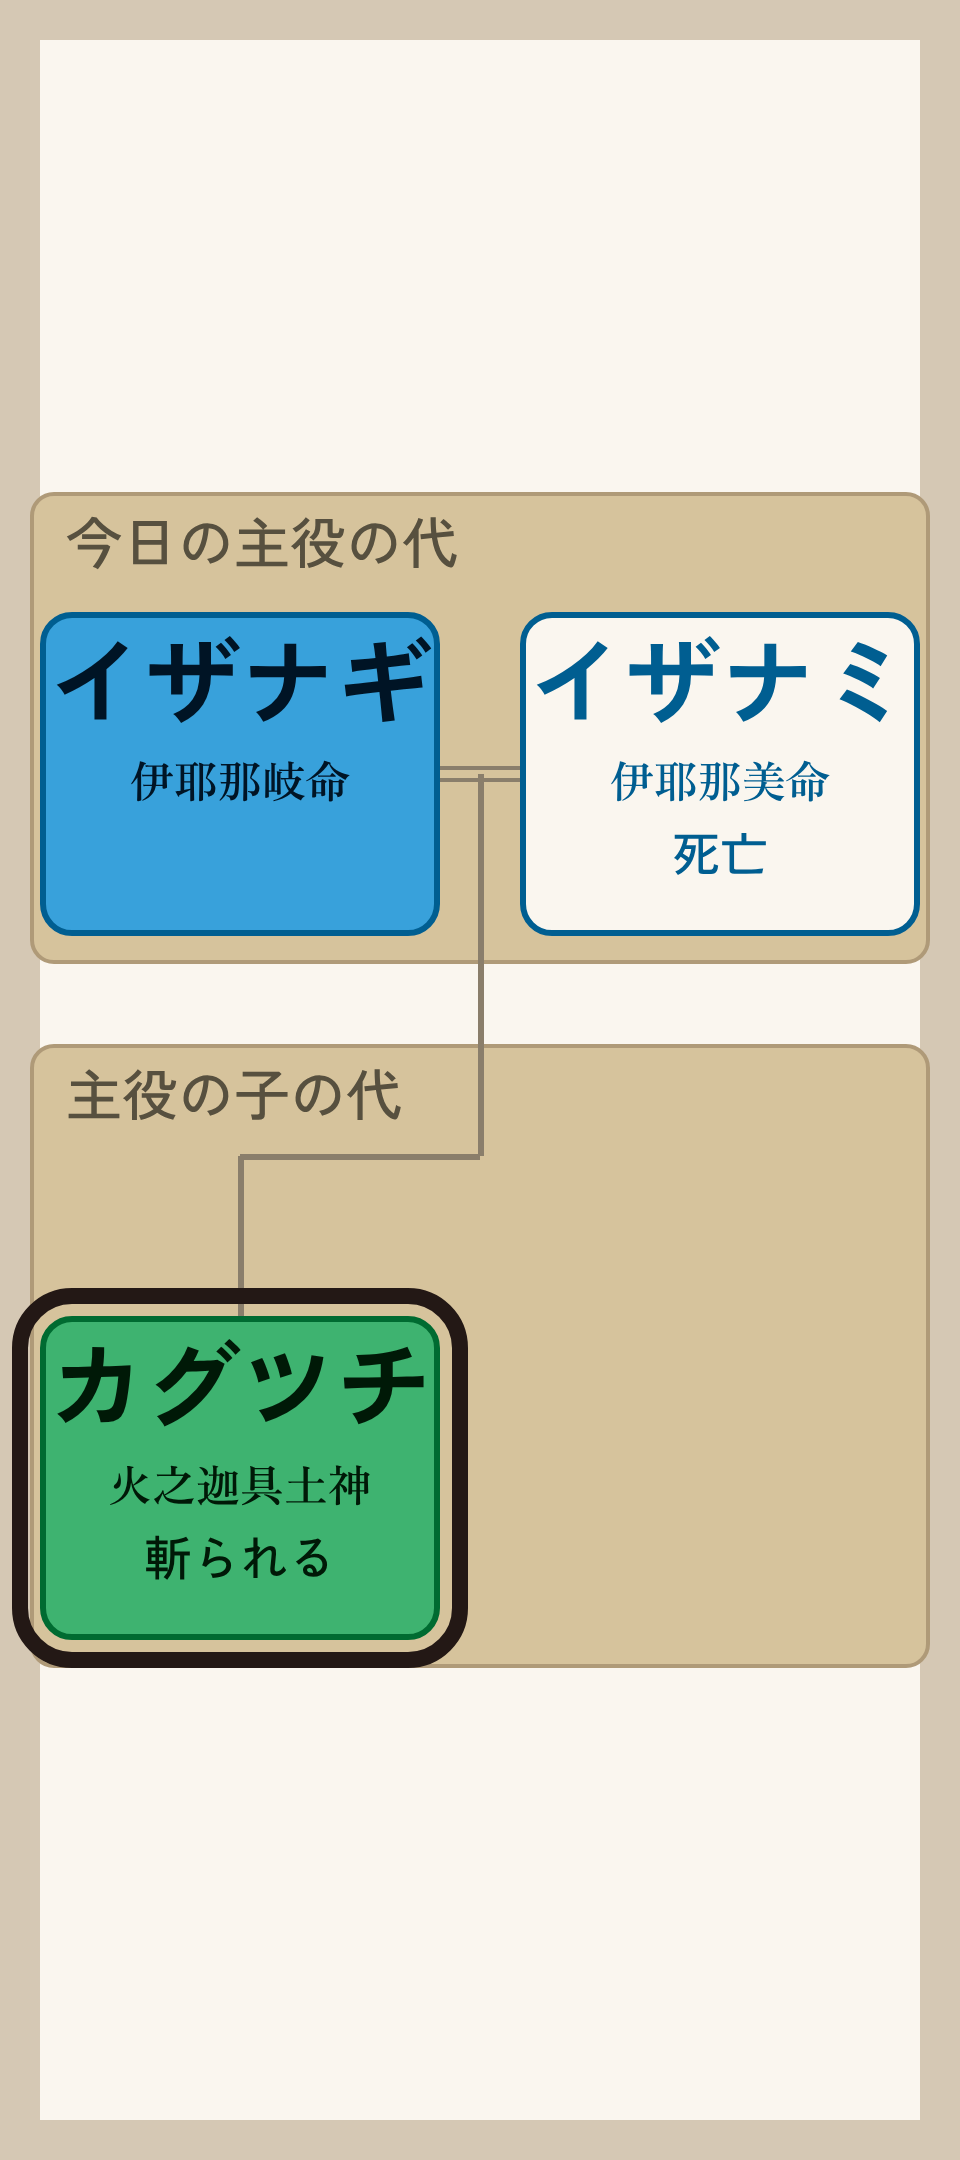 今日の主役の代
イザナギ
伊耶那岐命
イザナミ
伊耶那美命
死亡
主役の子の代
カグツチ
火之迦具土神
斬られる